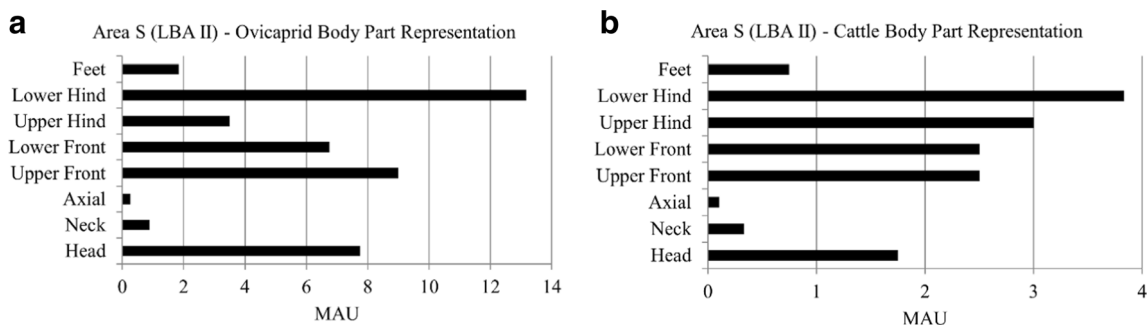 a
Area S (LBA II) - Ovicaprid Body Part Representation
Feet
Lower Hind
Upper Hind
Lower Front
Upper Front
Axial
Neck
Head
0 2 4 6 8 10 12 14
MAU
b
Area S (LBA II) - Cattle Body Part Representation
Feet
Lower Hind
Upper Hind
Lower Front
Upper Front
Axial
Neck
Head
0 1 2 3 4
MAU